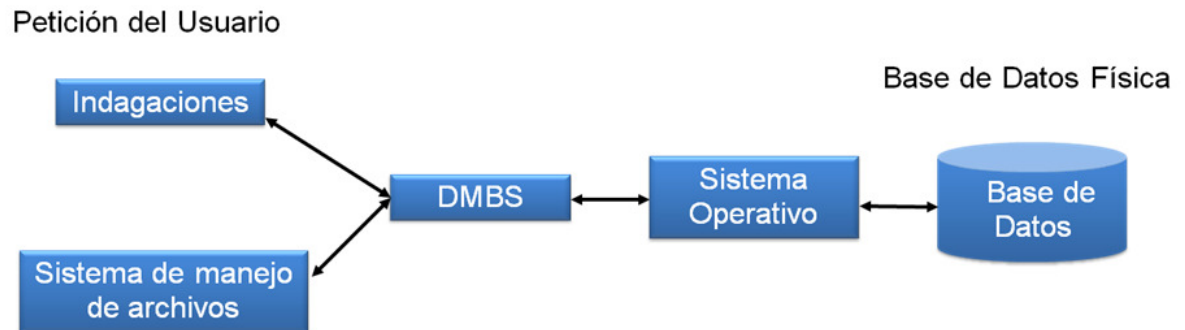 Petición del Usuario
Indagaciones
Base de Datos Física
DMBS
Sistema
Operativo
Base de
Datos
Sistema de manejo
de archivos